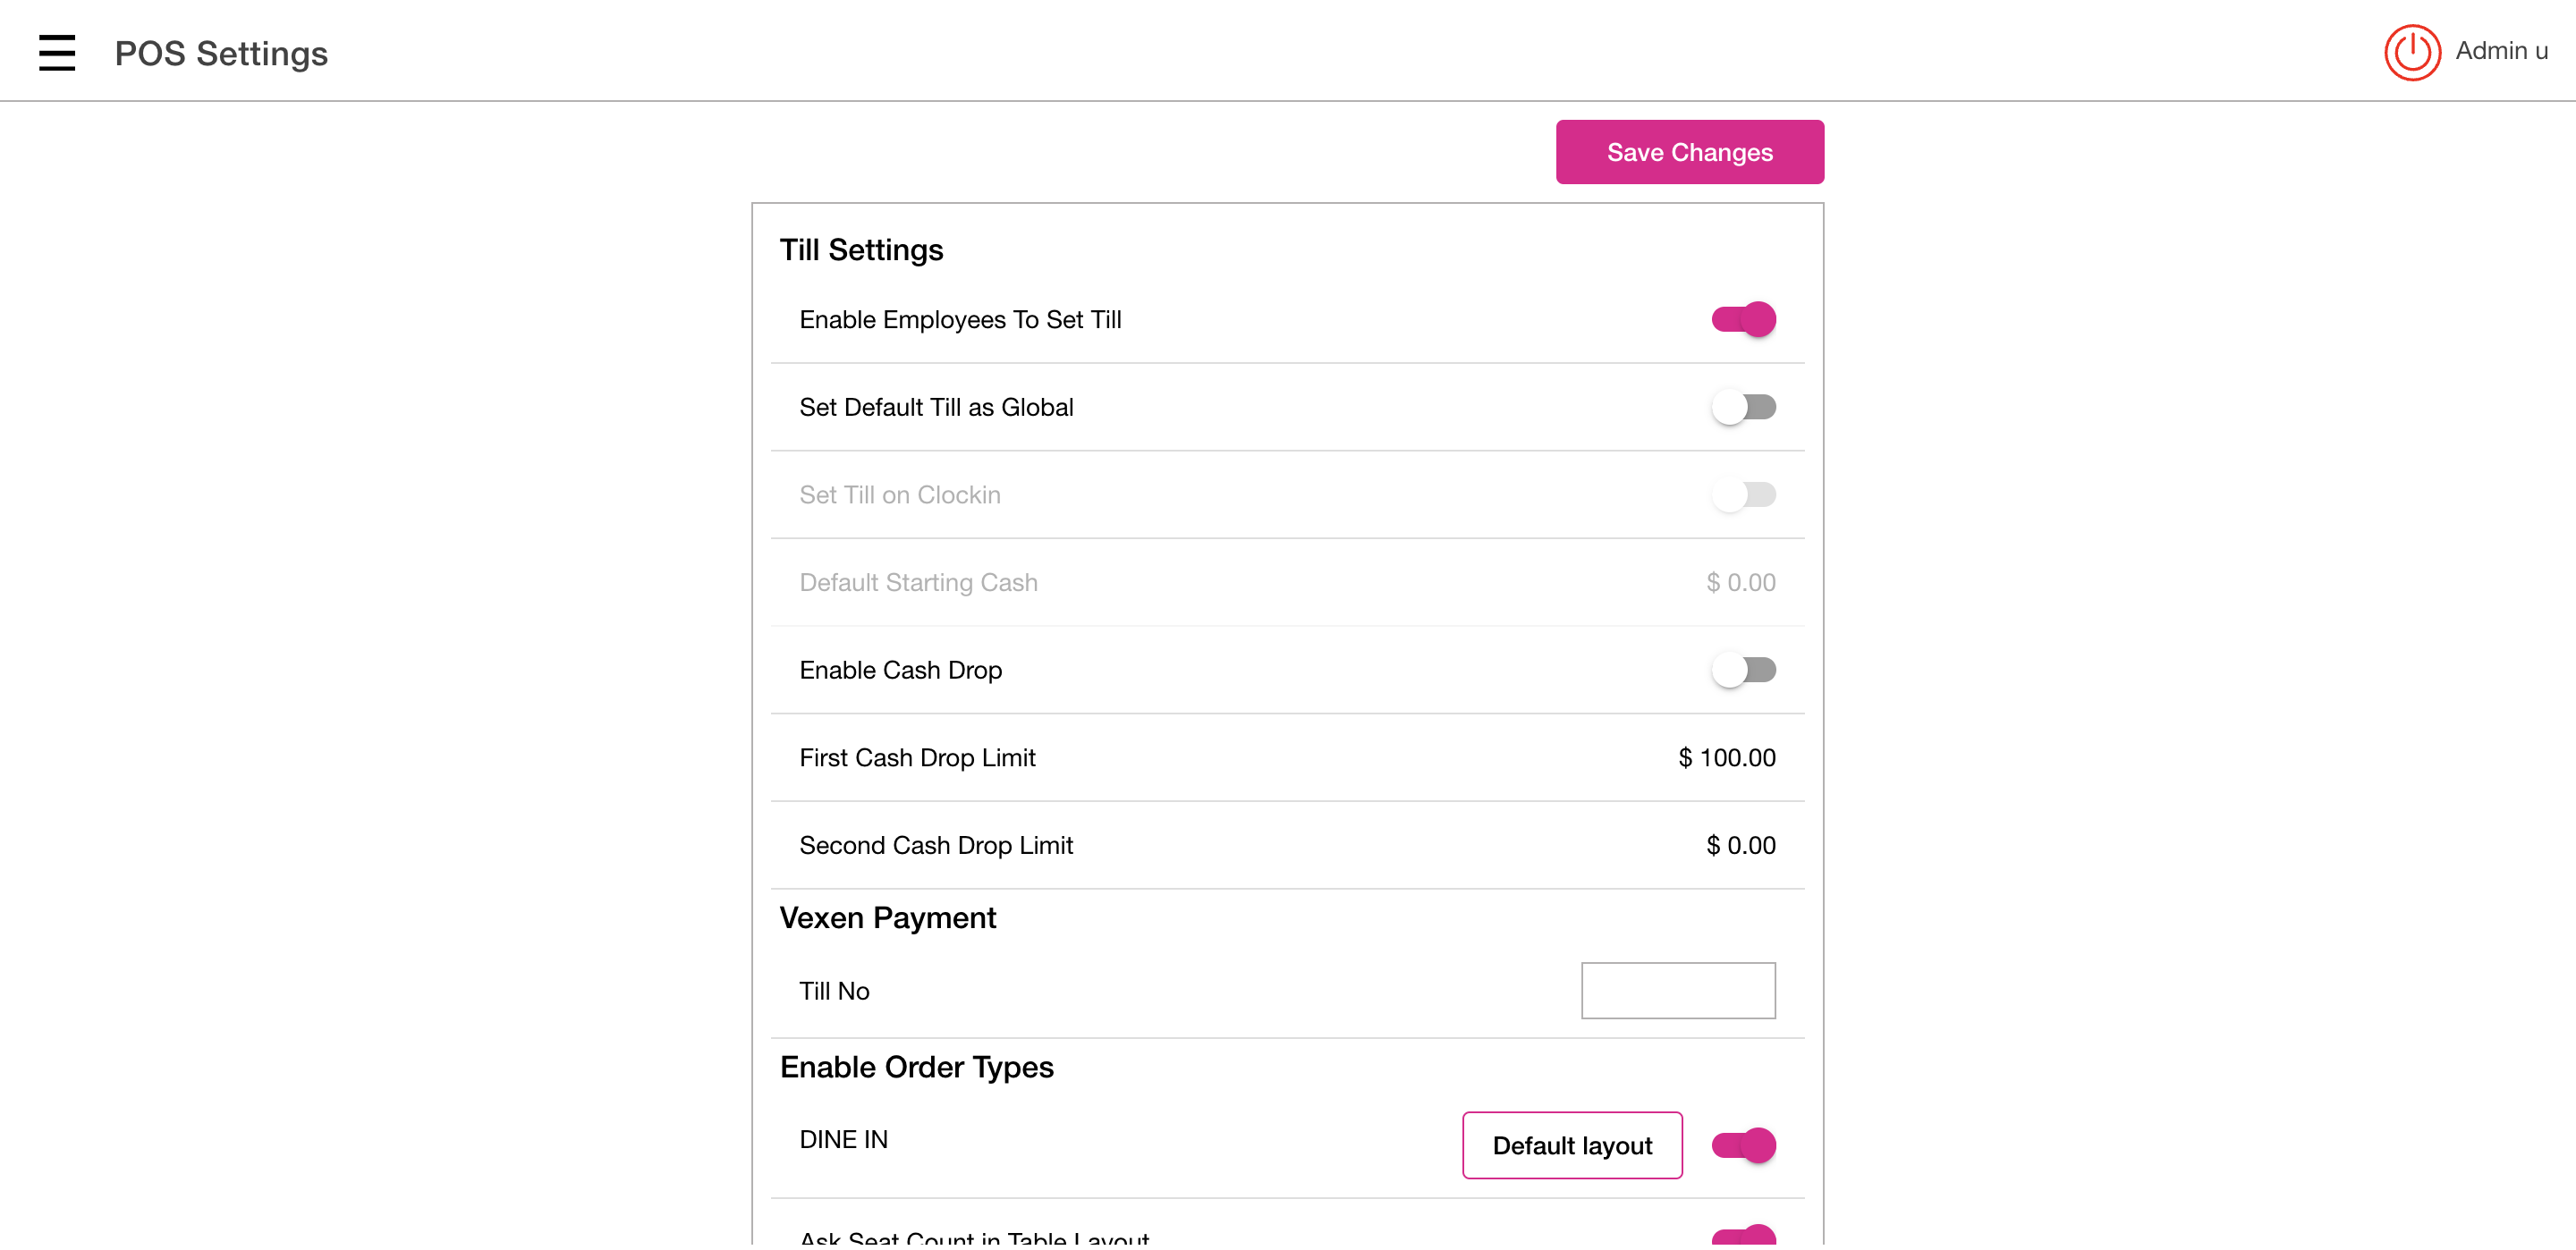 POS Settings
Admin u
Save Changes
Till Settings
Enable Employees To Set Till
Set Default Till as Global
Set Till on Clockin
Default Starting Cash
$ 0.00
Enable Cash Drop
First Cash Drop Limit
$ 100.00
Second Cash Drop Limit
$ 0.00
Vexen Payment
Till No
Enable Order Types
DINE IN
Default layout
Ask Seat Count in Table Layout